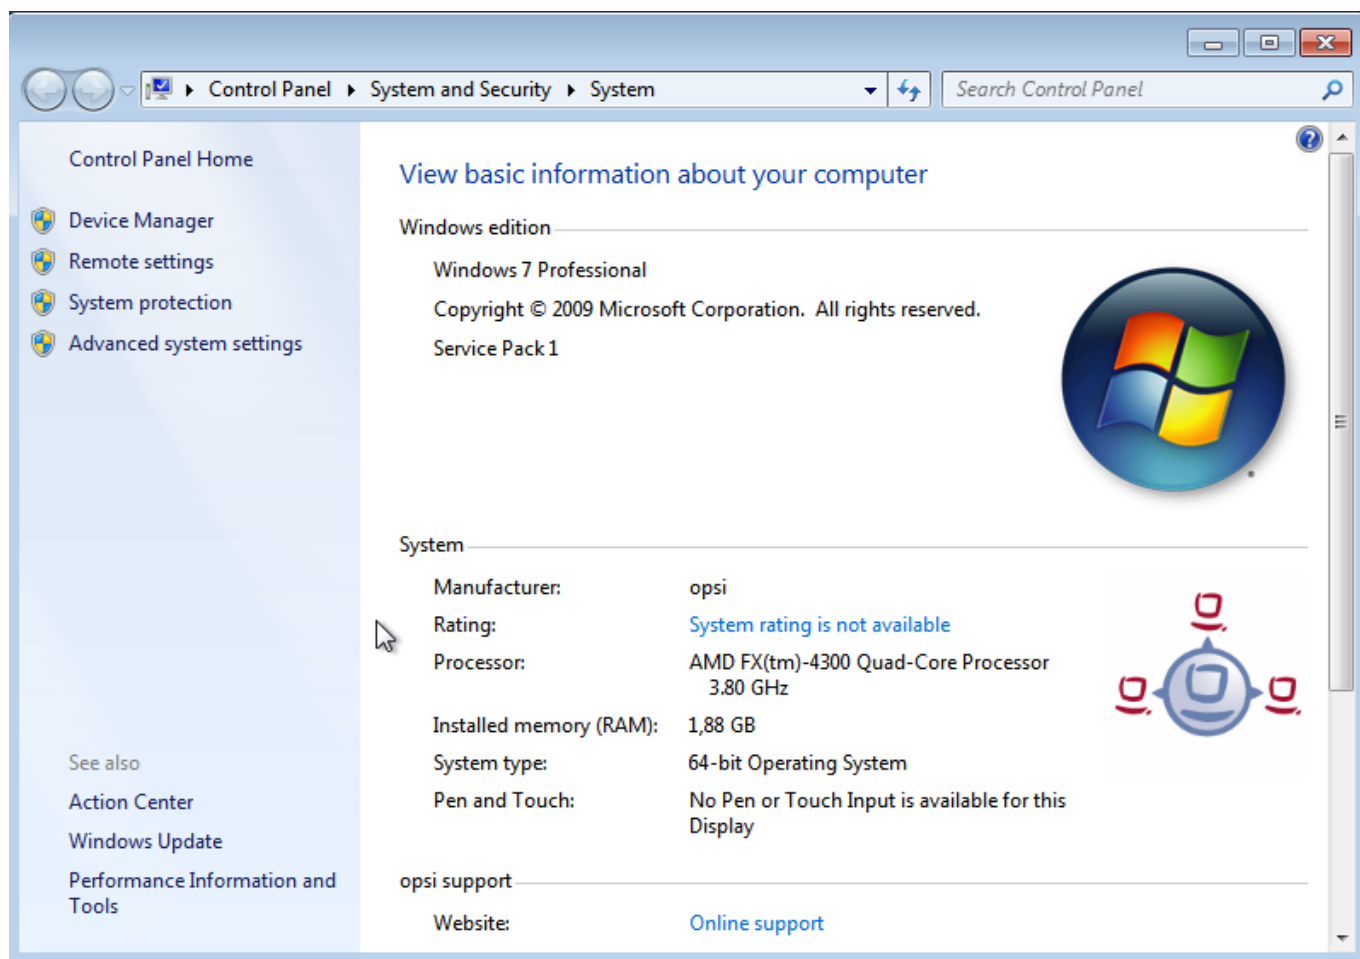 Control Panel ▸ System and Security ▸ System
Search Control Panel
Control Panel Home
Device Manager
Remote settings
System protection
Advanced system settings
See also
Action Center
Windows Update
Performance Information and
Tools
View basic information about your computer
Windows edition
Windows 7 Professional
Copyright © 2009 Microsoft Corporation. All rights reserved.
Service Pack 1
System
Manufacturer: opsi
Rating: System rating is not available
Processor: AMD FX(tm)-4300 Quad-Core Processor
3.80 GHz
Installed memory (RAM): 1,88 GB
System type: 64-bit Operating System
Pen and Touch: No Pen or Touch Input is available for this
Display
opsi support
Website: Online support